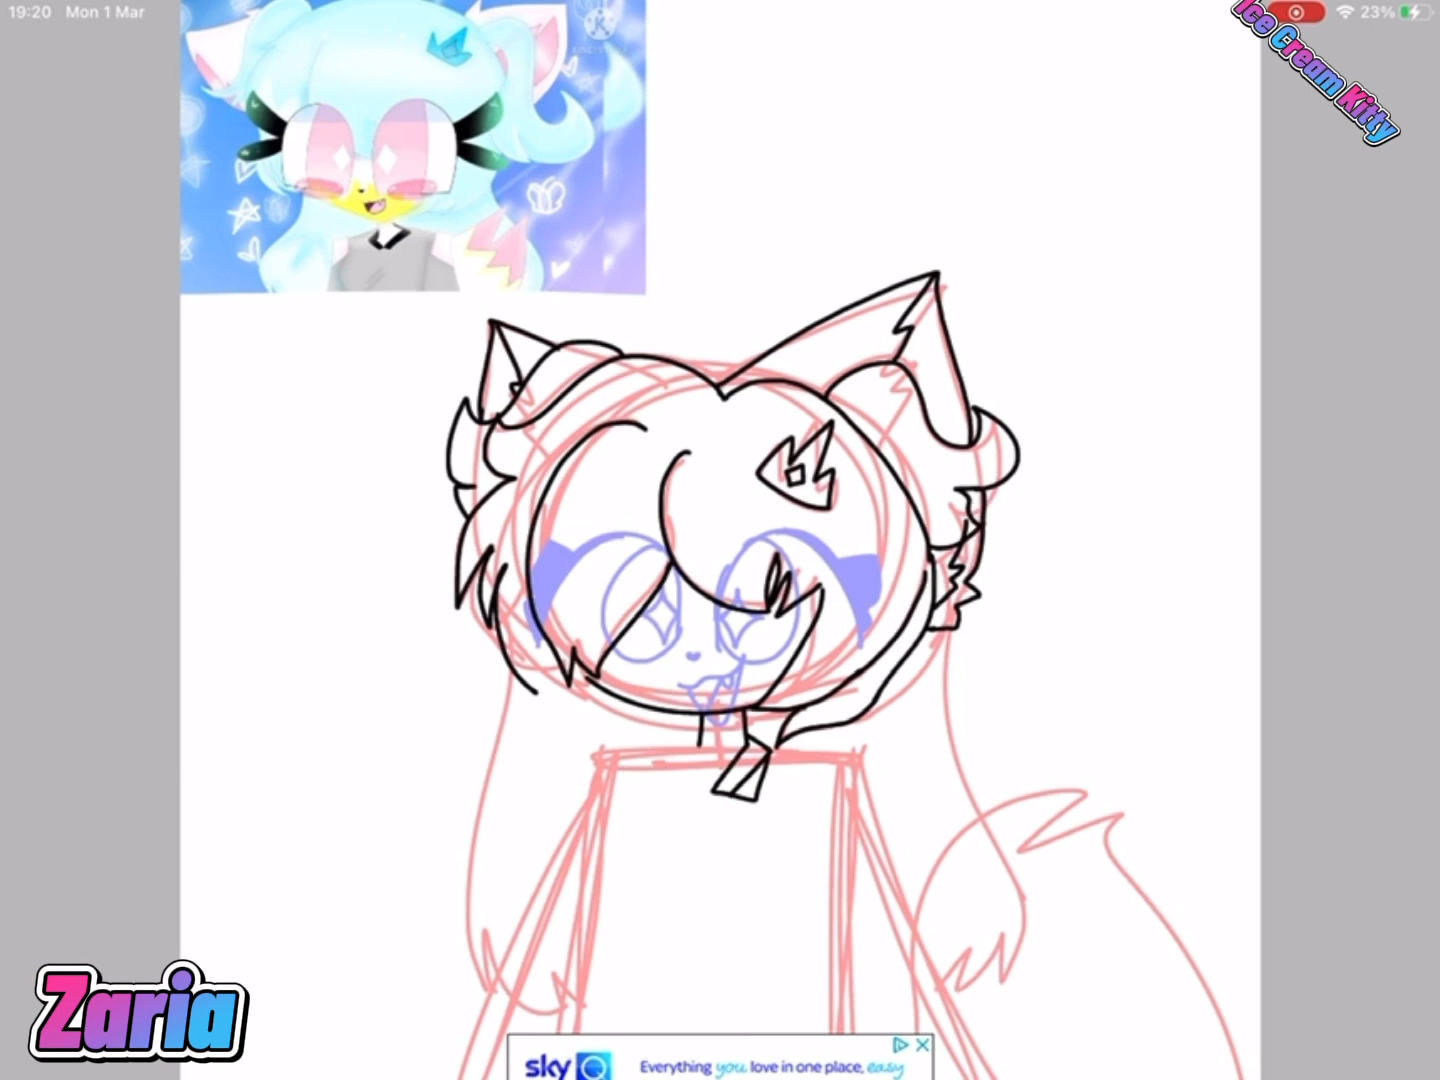 19:20 Mon 1 Mar
23%
Ice Cream Kitty
Zaria
sky Q
Everything you love in one place, easy